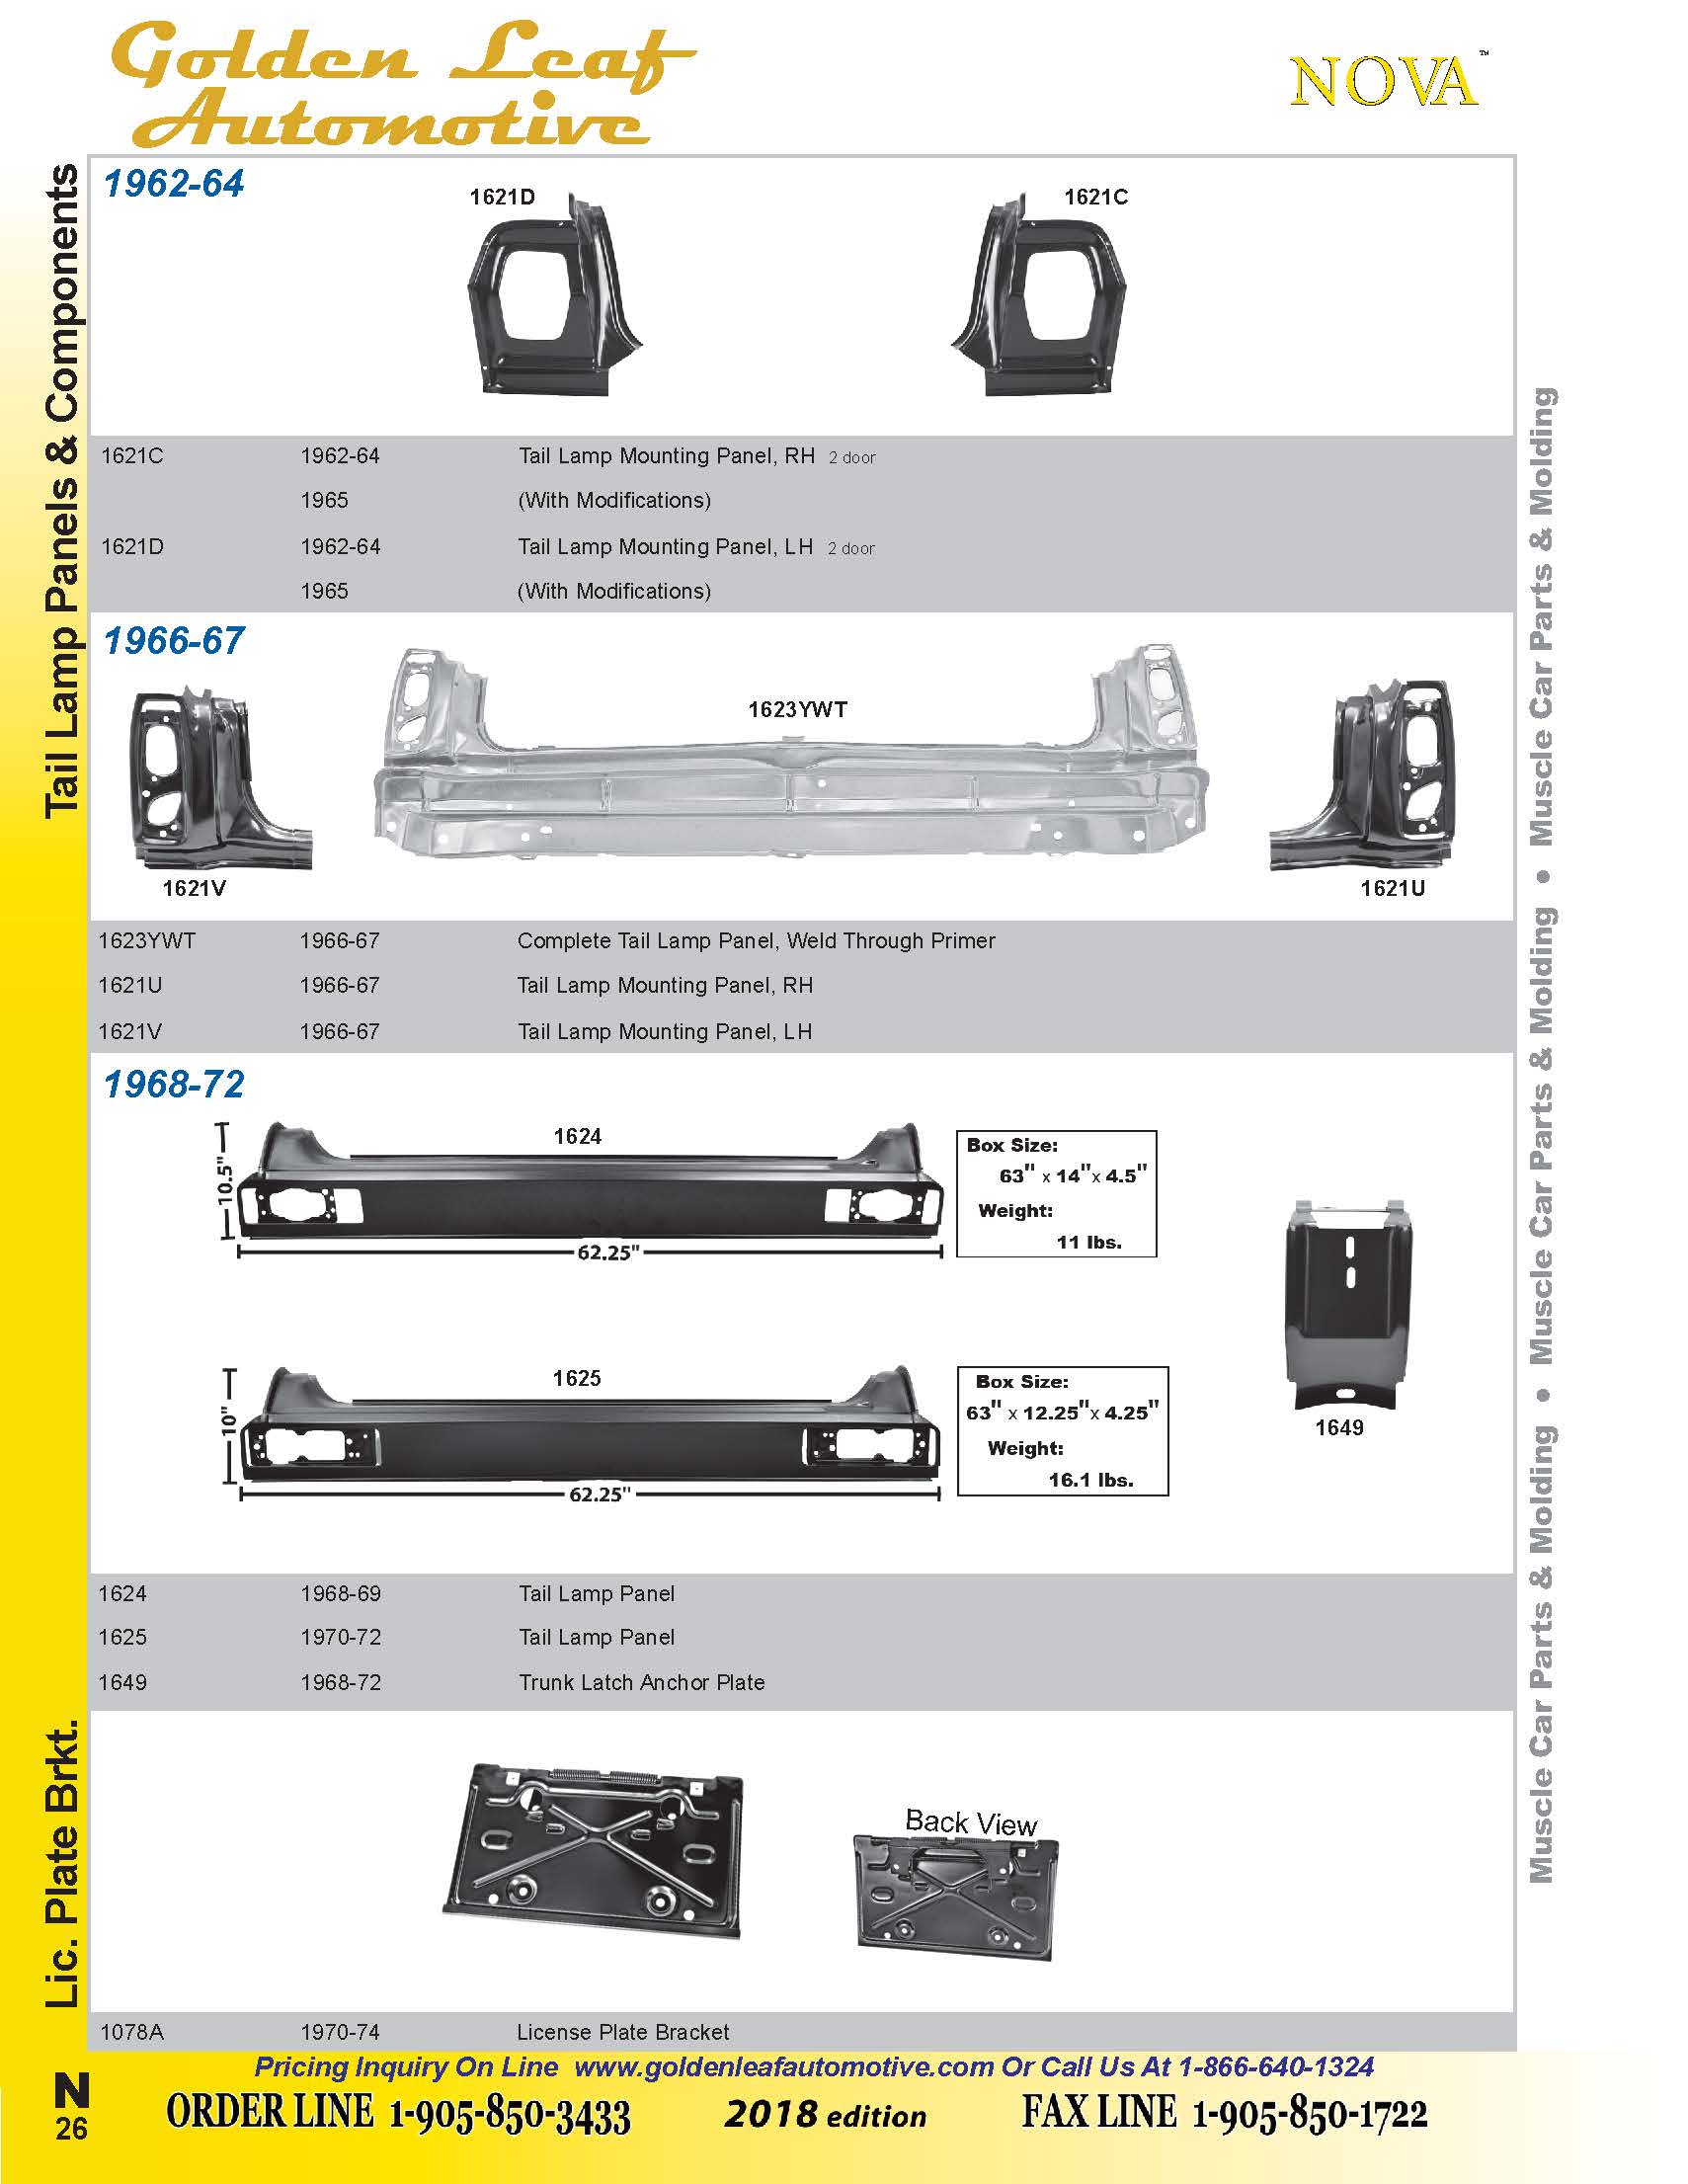 Golden Leaf
Automotive
NOVA™
Tail Lamp Panels & Components
1962-64
1621D
1621C
1621C 1962-64 Tail Lamp Mounting Panel, RH 2 door
1965 (With Modifications)
1621D 1962-64 Tail Lamp Mounting Panel, LH 2 door
1965 (With Modifications)
1966-67
1623YWT
1621V
1621U
1623YWT 1966-67 Complete Tail Lamp Panel, Weld Through Primer
1621U 1966-67 Tail Lamp Mounting Panel, RH
1621V 1966-67 Tail Lamp Mounting Panel, LH
1968-72
1624
10.5"
62.25"
Box Size:
63" x 14"x 4.5"
Weight:
11 lbs.
1625
10"
62.25"
Box Size:
63" x 12.25"x 4.25"
Weight:
16.1 lbs.
1649
1624 1968-69 Tail Lamp Panel
1625 1970-72 Tail Lamp Panel
1649 1968-72 Trunk Latch Anchor Plate
Lic. Plate Brkt.
Back View
1078A 1970-74 License Plate Bracket
Muscle Car Parts & Molding • Muscle Car Parts & Molding • Muscle Car Parts & Molding
Pricing Inquiry On Line www.goldenleafautomotive.com Or Call Us At 1-866-640-1324
N
26
ORDER LINE 1-905-850-3433 2018 edition FAX LINE 1-905-850-1722